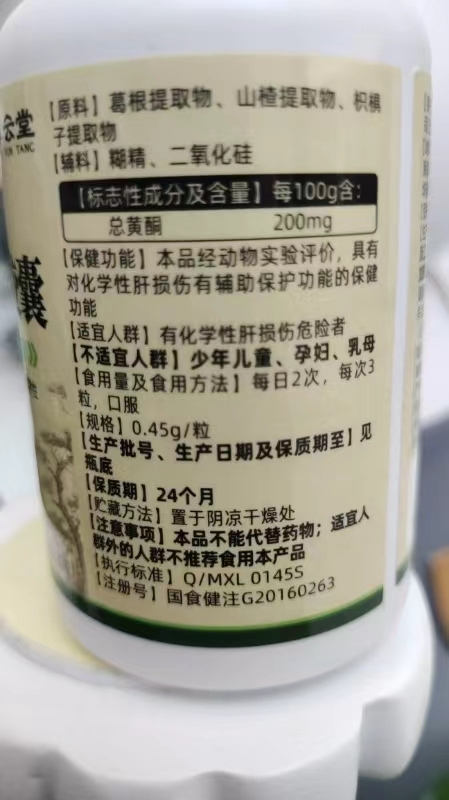 云堂
【原料】葛根提取物、山楂提取物、枳椇
子提取物
【辅料】糊精、二氧化硅
【标志性成分及含量】每100g含：
总黄酮 200mg
【保健功能】本品经动物实验评价，具有
对化学性肝损伤有辅助保护功能的保健
功能
【适宜人群】有化学性肝损伤危险者
【不适宜人群】少年儿童、孕妇、乳母
【食用量及食用方法】每日2次，每次3
粒，口服
【规格】0.45g/粒
【生产批号、生产日期及保质期至】见
瓶底
【保质期】24个月
【贮藏方法】置于阴凉干燥处
【注意事项】本品不能代替药物；适宜人
群外的人群不推荐食用本产品
【执行标准】Q/MXL 0145S
【注册号】国食健注G20160263
囊